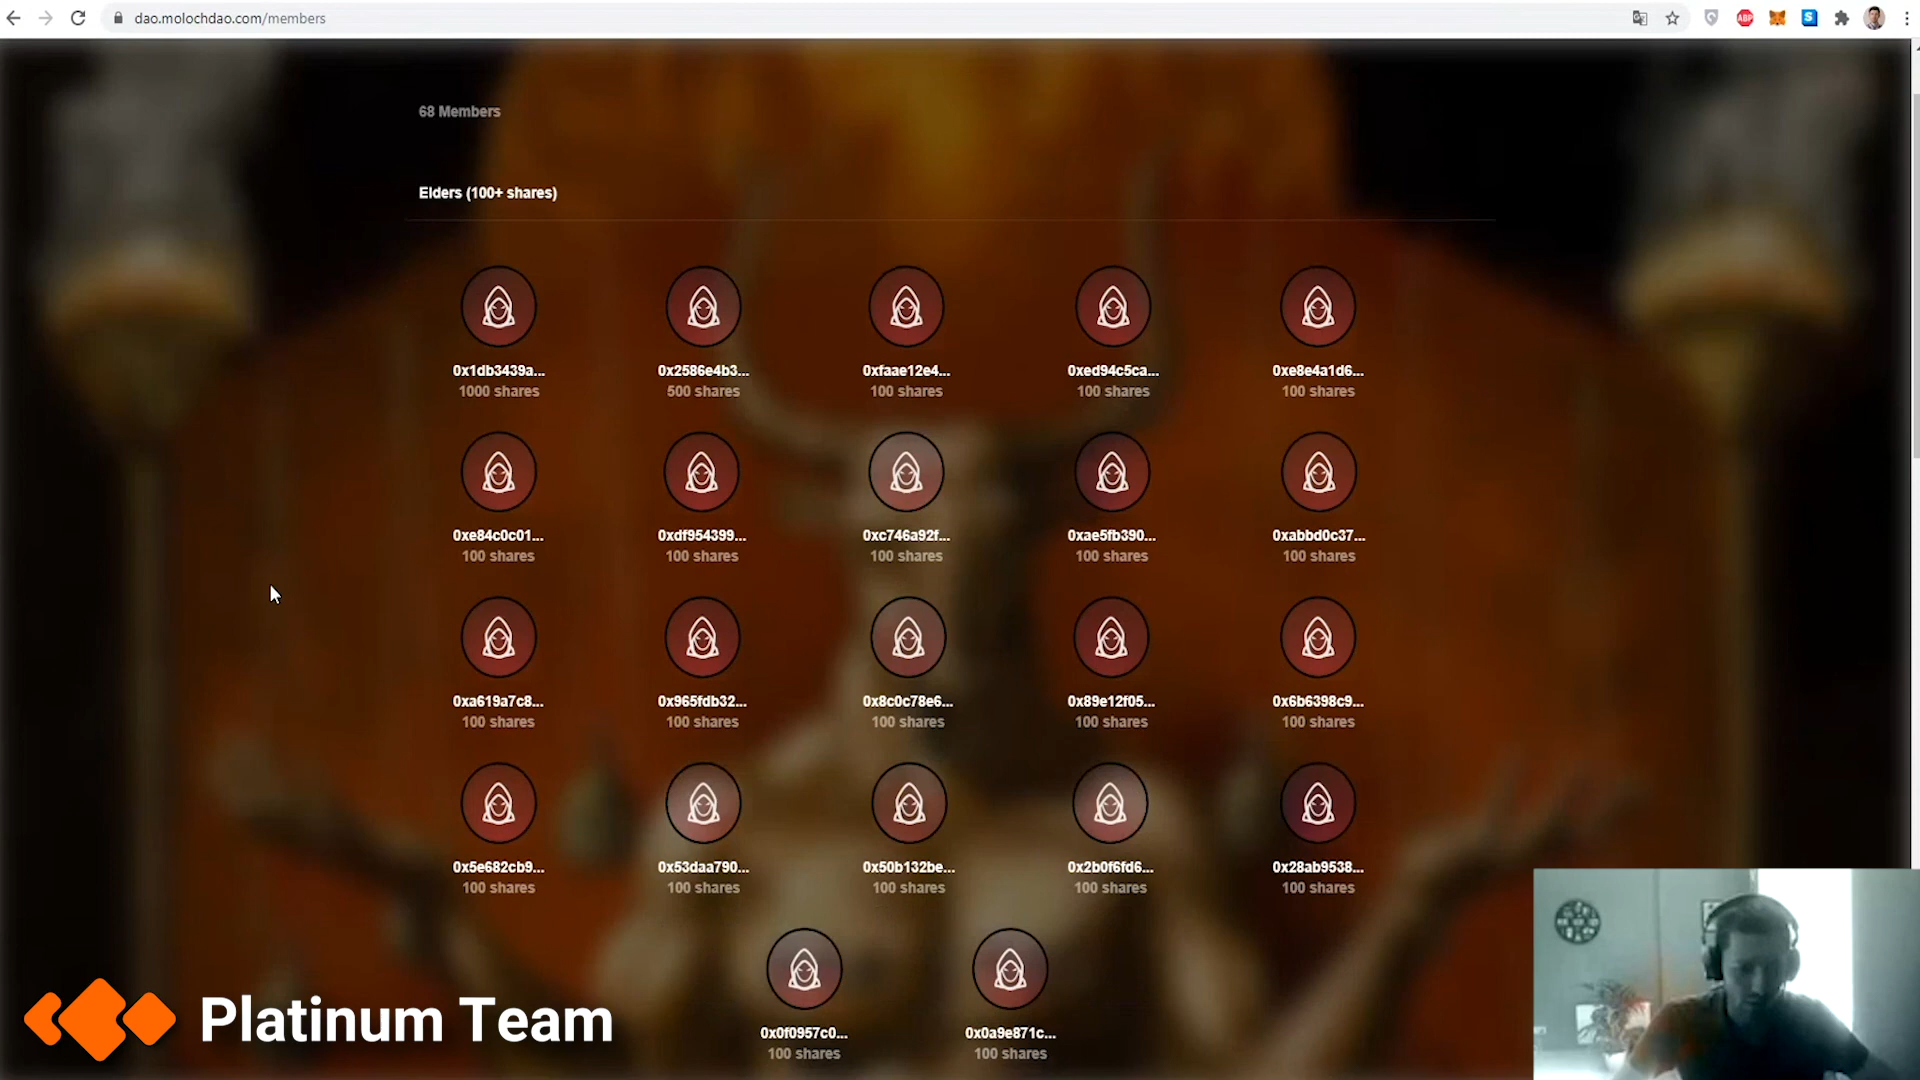 dao.molochdao.com/members
ABP
S
68 Members
Elders (100+ shares)
0x1db3439a... 0x2586e4b3... 0xfaae12e4... 0xed94c5ca... 0xe8e4a1d6...
1000 shares 500 shares 100 shares 100 shares 100 shares
0xe84c0c01... 0xdf954399... 0xc746a92f... 0xae5fb390... 0xabbd0c37...
100 shares 100 shares 100 shares 100 shares 100 shares
0xa619a7c8... 0x965fdb32... 0x8c0c78e6... 0x89e12f05... 0x6b6398c9...
100 shares 100 shares 100 shares 100 shares 100 shares
0x5e682cb9... 0x53daa790... 0x50b132be... 0x2b0f6fd6... 0x28ab9538...
100 shares 100 shares 100 shares 100 shares 100 shares
0x0f0957c0... 0x0a9e871c...
100 shares 100 shares
Platinum Team